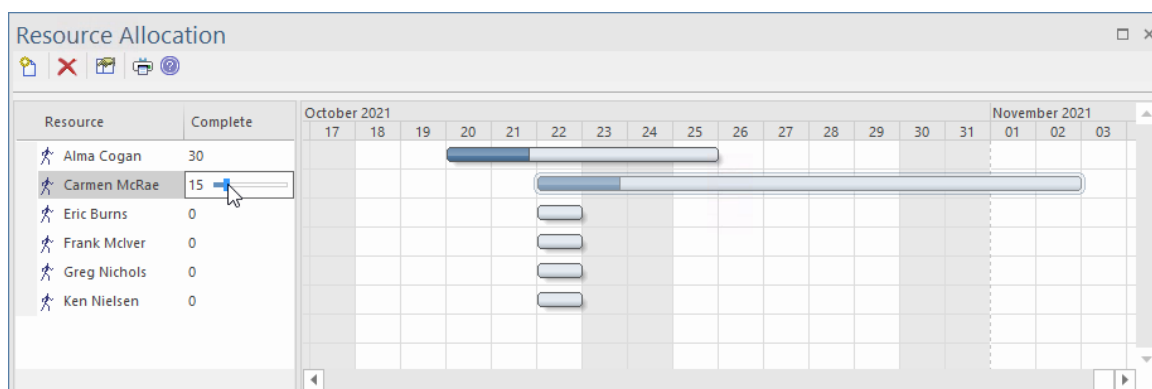 Resource Allocation
Resource Complete
October 2021 November 2021
17 18 19 20 21 22 23 24 25 26 27 28 29 30 31 01 02 03
Alma Cogan 30
Carmen McRae 15
Eric Burns 0
Frank McIver 0
Greg Nichols 0
Ken Nielsen 0